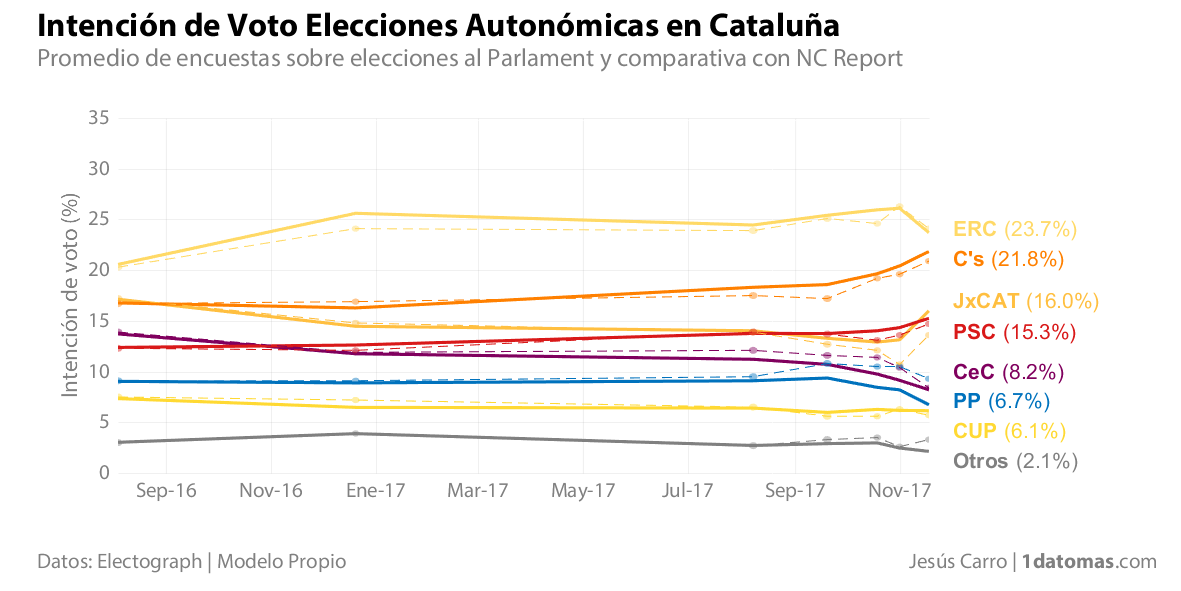 Intención de Voto Elecciones Autonómicas en Cataluña
Promedio de encuestas sobre elecciones al Parlament y comparativa con NC Report
Intención de voto (%)
35
30
25
20
15
10
5
0
Sep-16 Nov-16 Ene-17 Mar-17 May-17 Jul-17 Sep-17 Nov-17
ERC (23.7%)
C's (21.8%)
JxCAT (16.0%)
PSC (15.3%)
CeC (8.2%)
PP (6.7%)
CUP (6.1%)
Otros (2.1%)
Datos: Electograph | Modelo Propio
Jesús Carro | 1datomas.com